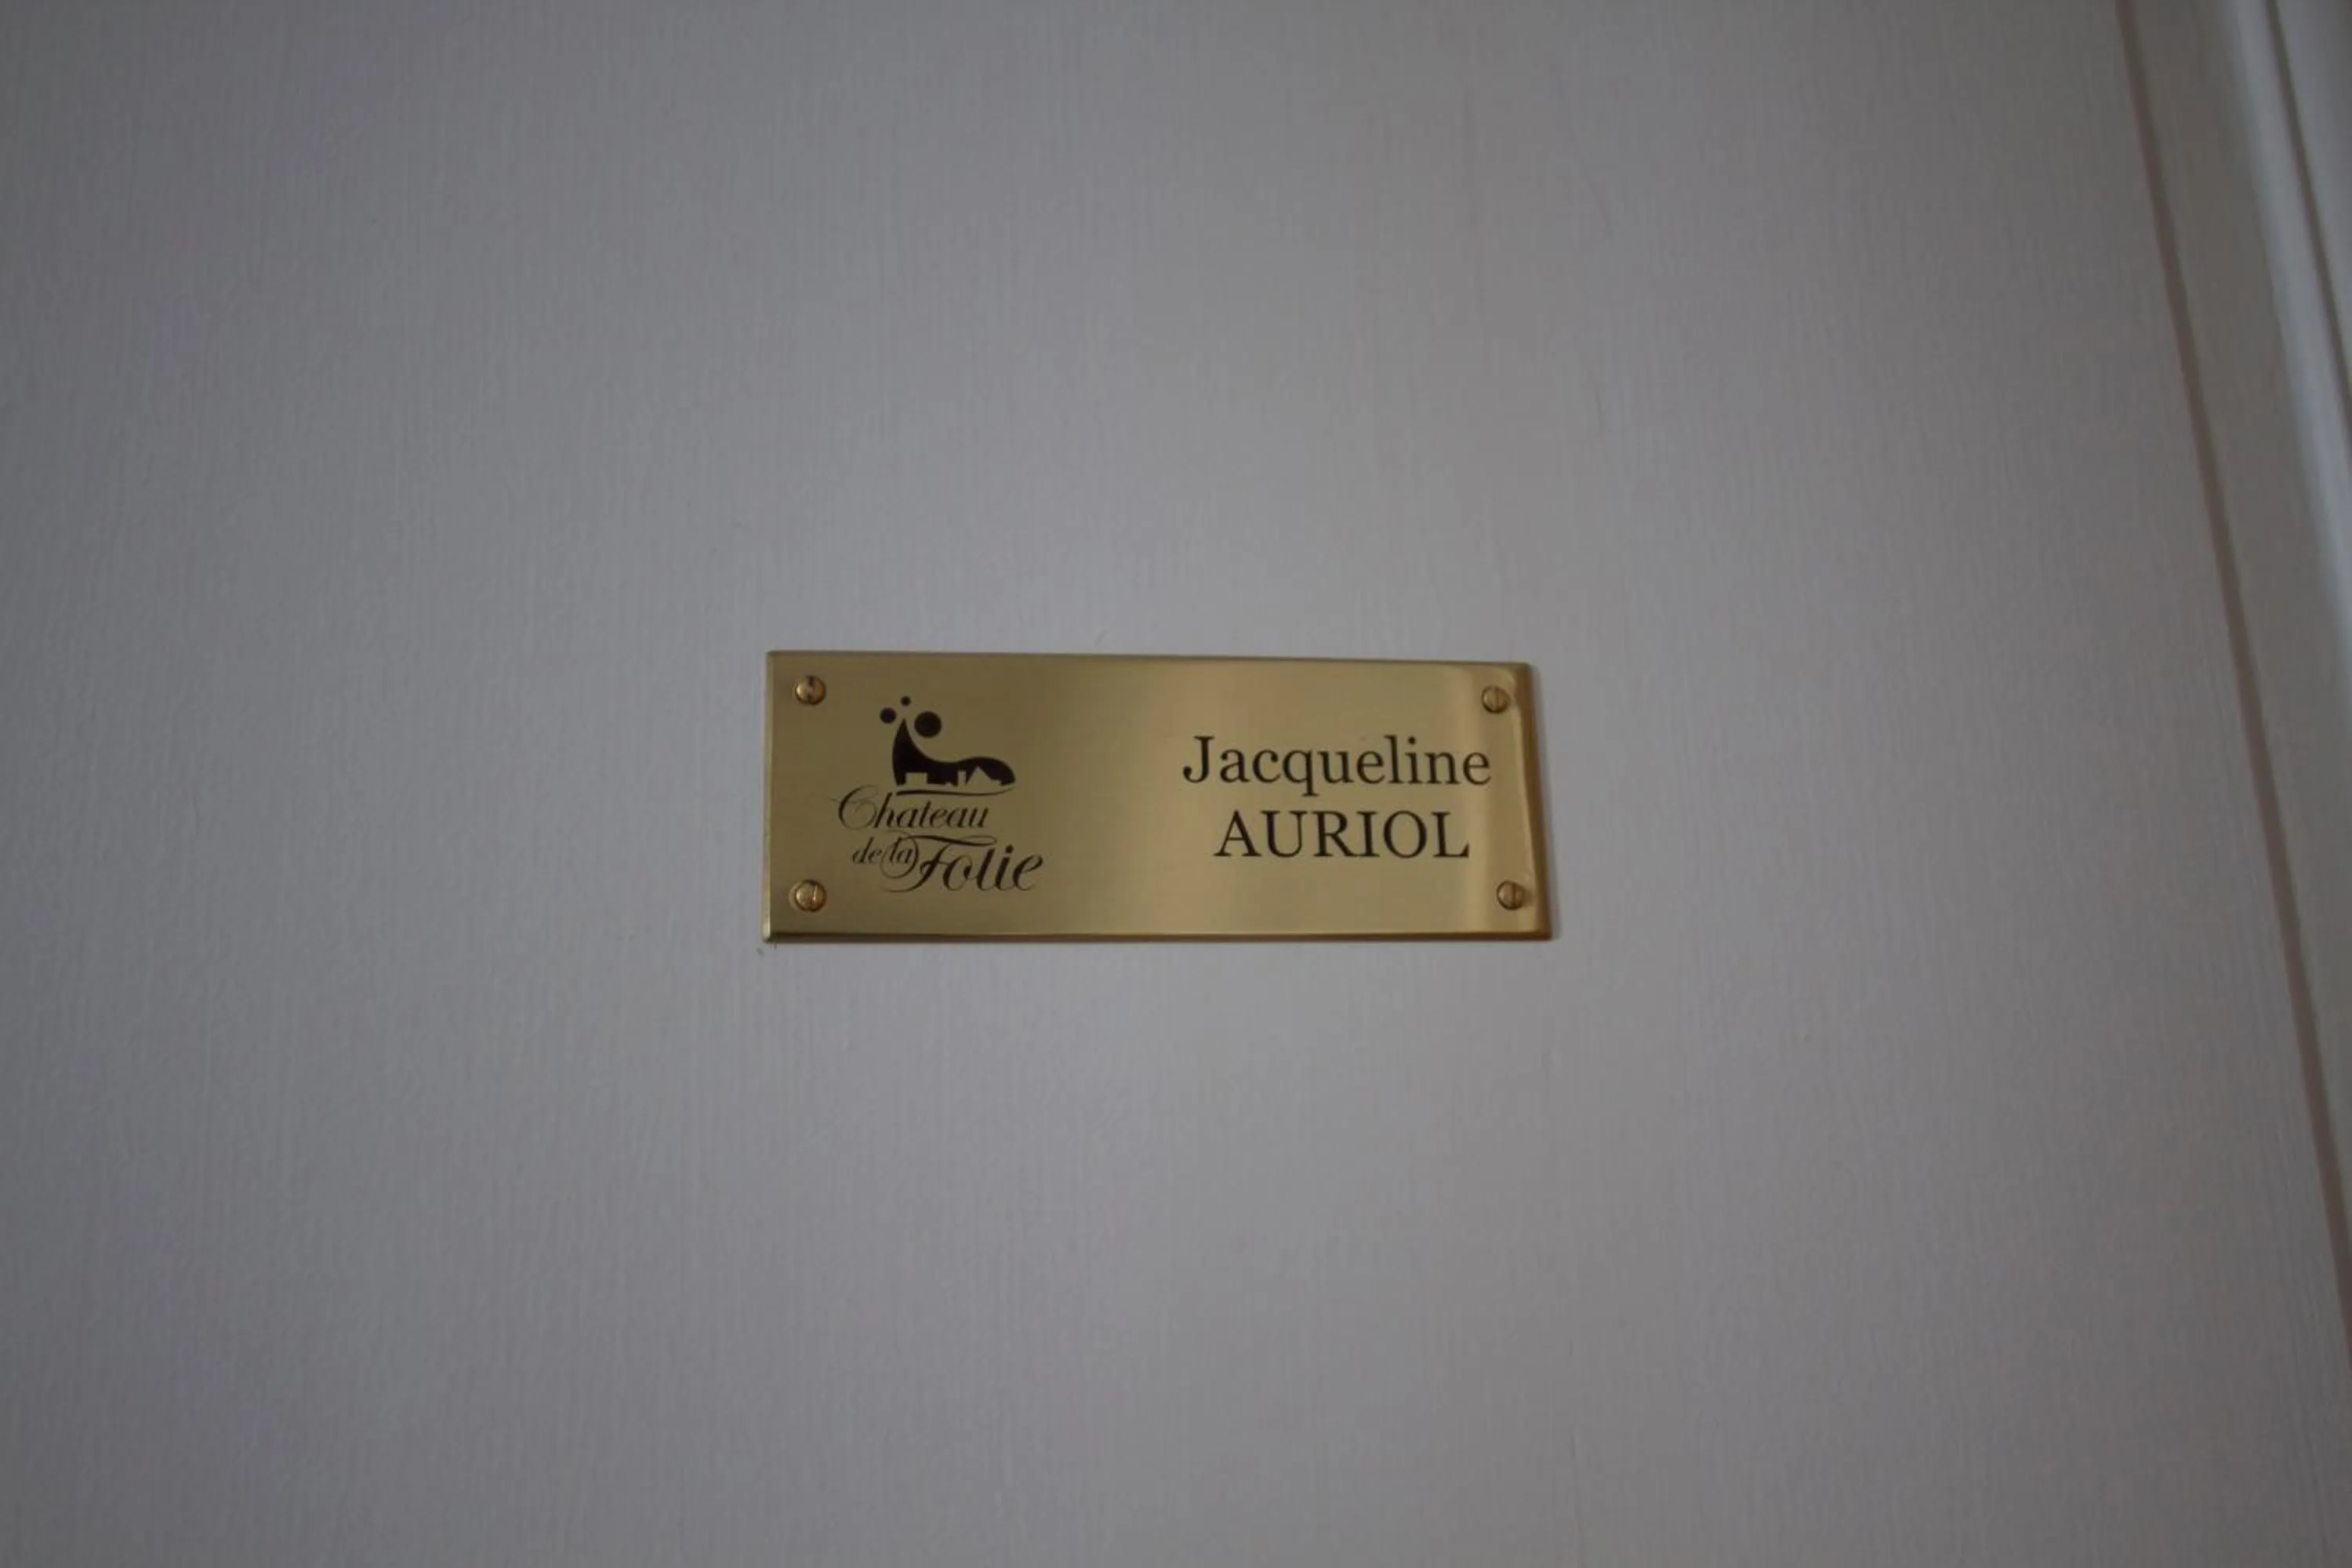 Chateau
de la Folie
Jacqueline
AURIOL